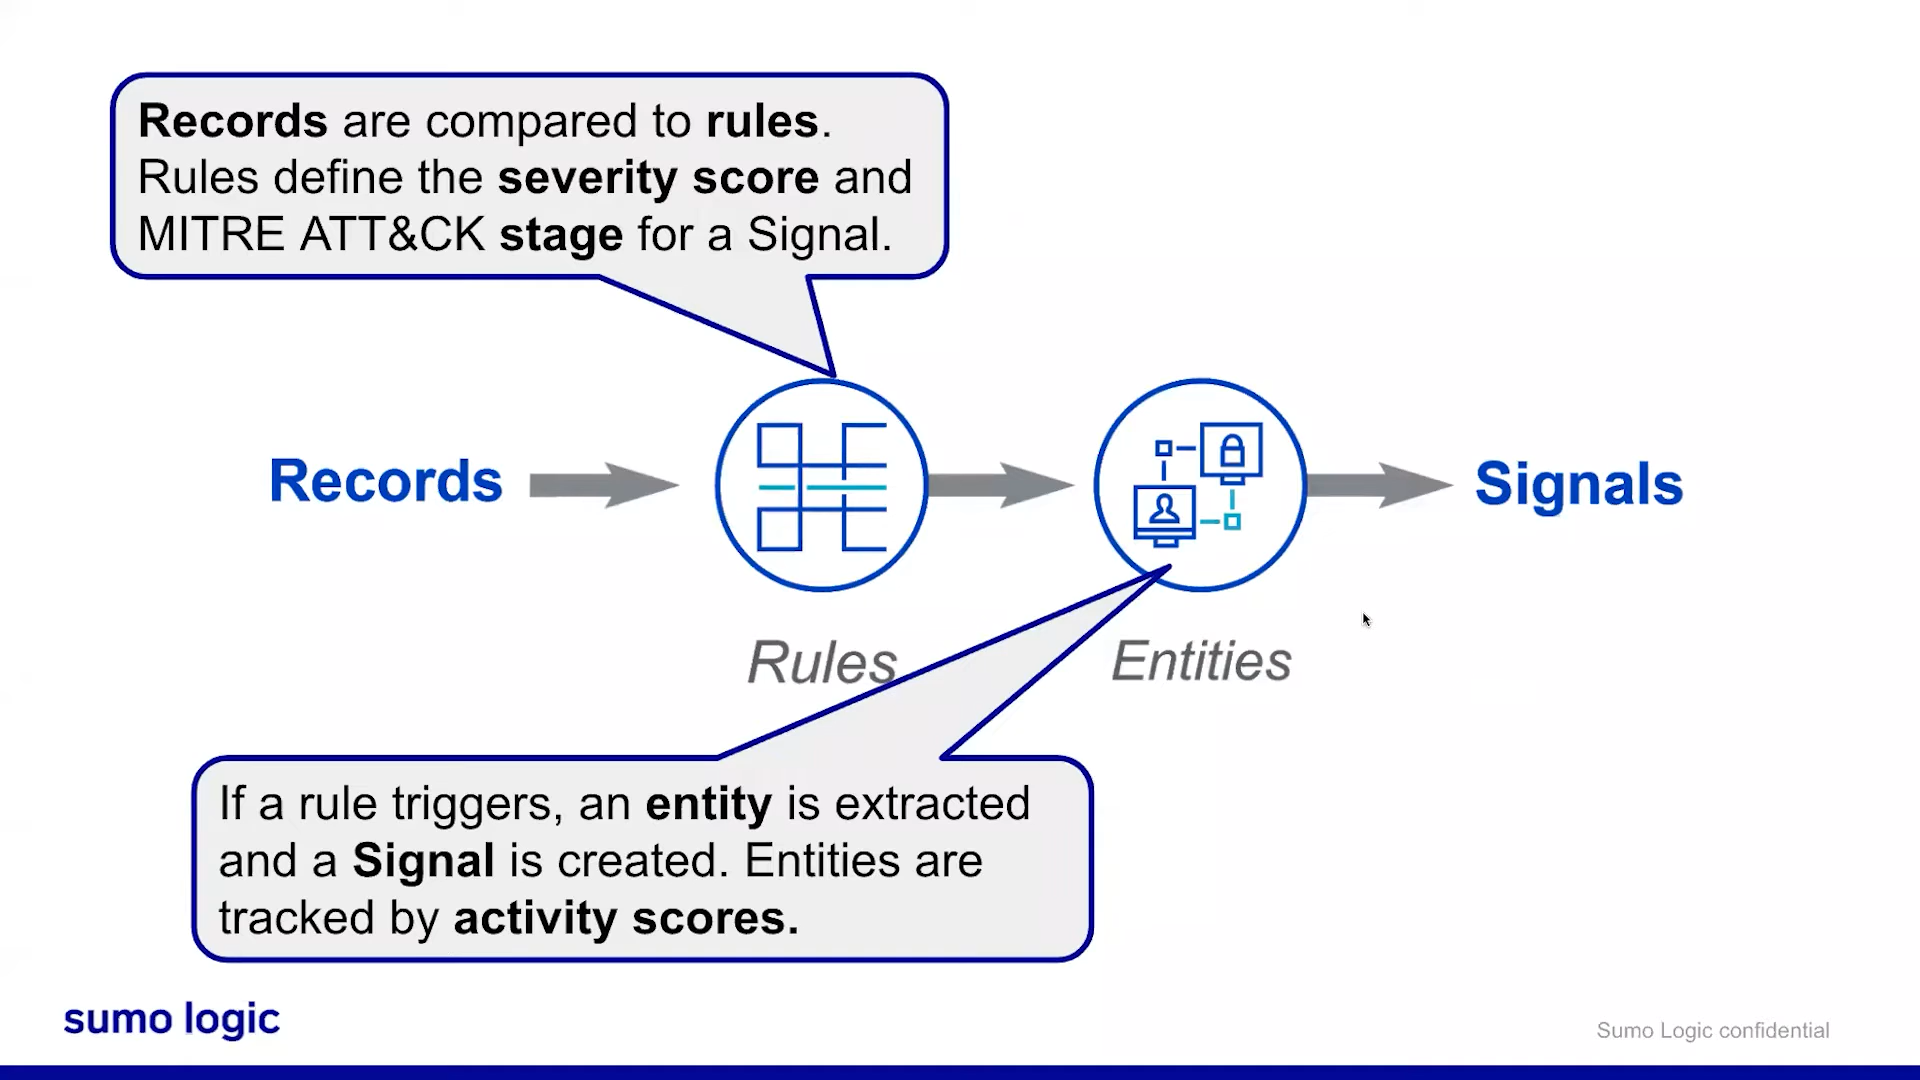 Records are compared to rules.
Rules define the severity score and
MITRE ATT&CK stage for a Signal.
Records
Signals
Rules
Entities
If a rule triggers, an entity is extracted
and a Signal is created. Entities are
tracked by activity scores.
sumo logic
Sumo Logic confidential